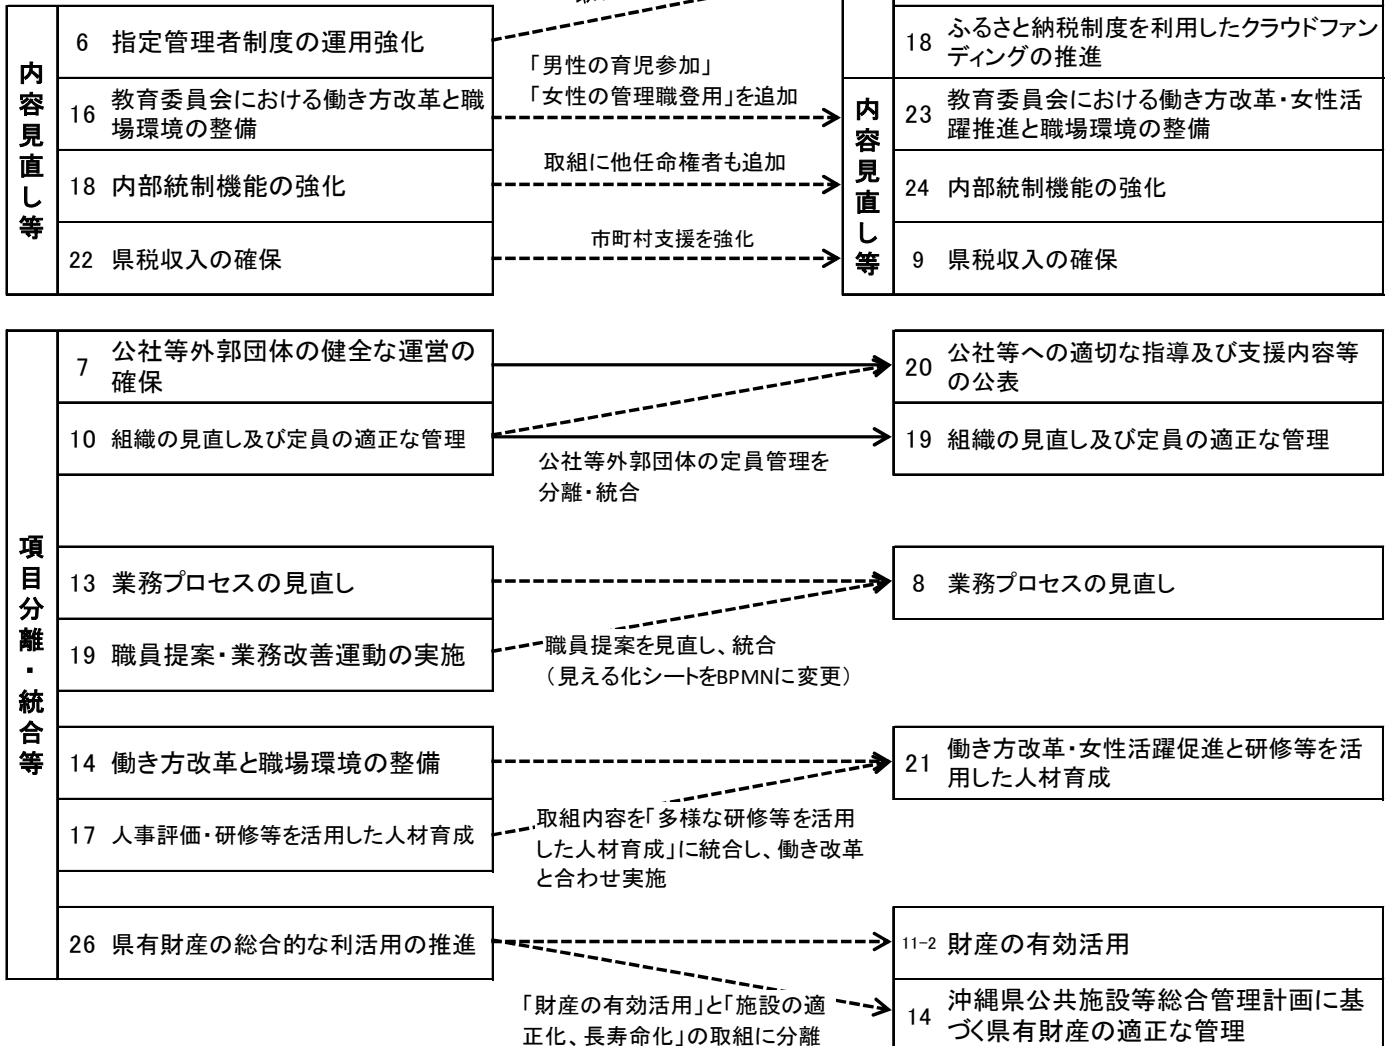 内容見直し等
6 指定管理者制度の運用強化
16 教育委員会における働き方改革と職
場環境の整備
18 内部統制機能の強化
22 県税収入の確保
「男性の育児参加」
「女性の管理職登用」を追加
取組に他任命権者も追加
市町村支援を強化
18 ふるさと納税制度を利用したクラウドファン
ディングの推進
内容見直し等
23 教育委員会における働き方改革・女性活
躍推進と職場環境の整備
24 内部統制機能の強化
9 県税収入の確保
項目分離・統合等
7 公社等外郭団体の健全な運営の
確保
20 公社等への適切な指導及び支援内容等
の公表
10 組織の見直し及び定員の適正な管理
19 組織の見直し及び定員の適正な管理
公社等外郭団体の定員管理を
分離・統合
13 業務プロセスの見直し
8 業務プロセスの見直し
19 職員提案・業務改善運動の実施
職員提案を見直し、統合
（見える化シートをBPMNに変更）
14 働き方改革と職場環境の整備
21 働き方改革・女性活躍促進と研修等を活
用した人材育成
17 人事評価・研修等を活用した人材育成
取組内容を「多様な研修等を活用
した人材育成」に統合し、働き改革
と合わせ実施
26 県有財産の総合的な利活用の推進
11-2 財産の有効活用
「財産の有効活用」と「施設の適
正化、長寿命化」の取組に分離
14 沖縄県公共施設等総合管理計画に基
づく県有財産の適正な管理